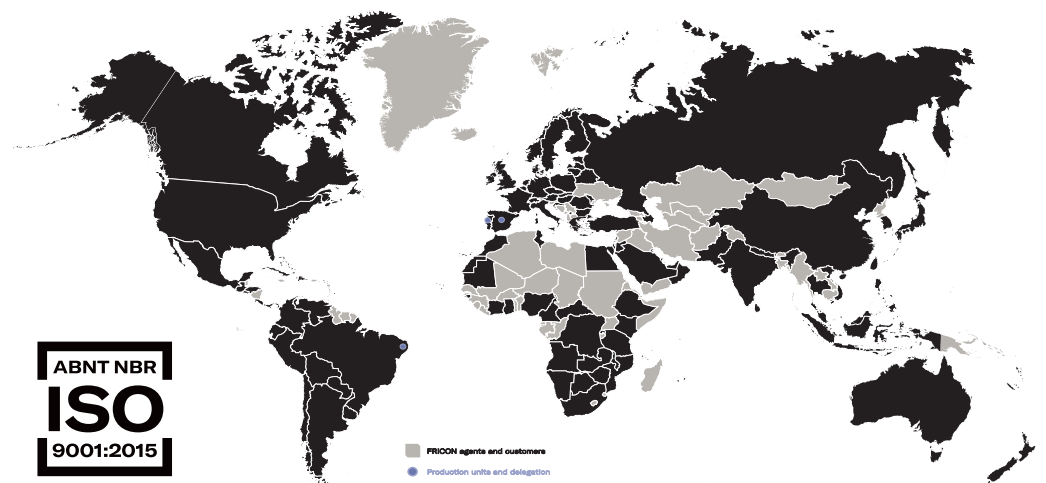 ABNT NBR
ISO
9001:2015
FRICON agents and customers
Production units and delegation